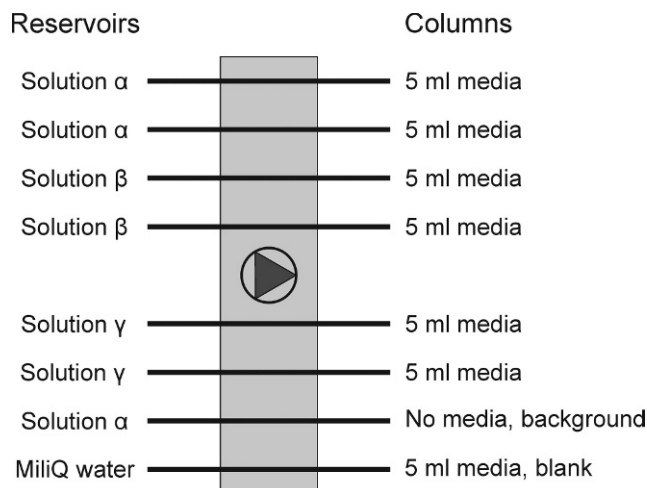 Reservoirs Columns
Solution α 5 ml media
Solution α 5 ml media
Solution β 5 ml media
Solution β 5 ml media
Solution γ 5 ml media
Solution γ 5 ml media
Solution α No media, background
MiliQ water 5 ml media, blank